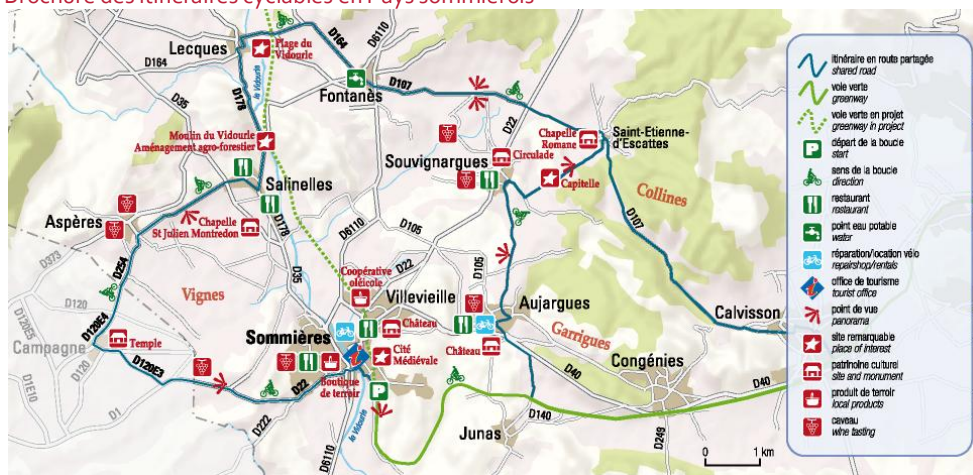 Brochure des itinéraires cyclables en Pays sommiérois
Lecques
Plage du
Vidourle
D164
D6110
D164
le Vidourle
Fontanès
D107
D178
D35
D22
Moulin du Vidourle
Aménagement agro-forestier
Souvignargues
Circulade
Chapelle
Romane
Saint-Etienne-
d'Escattes
Capitelle
Collines
Salinelles
Aspères
Chapelle
St Julien Montredon
D178
D6110
D105
D107
D373
D254
D35
D22
D105
Coopérative
oléicole
Vignes
Villevieille
Aujargues
Calvisson
D120
D120E5
D120E4
Campagne
Temple
Sommières
Château
Château
Garrigues
Congénies
D120
D120E3
Cité
Médiévale
D1E10
D22
Boutique
de terroir
D40
D40
D1
D222
le Vidourle
D6110
Junas
D140
D249
0 1 km
itinéraire en route partagée
shared road
voie verte
greenway
voie verte en projet
greenway in project
P
départ de la boucle
start
sens de la boucle
direction
restaurant
restaurant
point eau potable
water
réparation/location vélo
repairshop/rentals
office de tourisme
tourist office
point de vue
panorama
site remarquable
place of interest
patrimoine culturel
site and monument
produit de terroir
local products
caveau
wine tasting
P